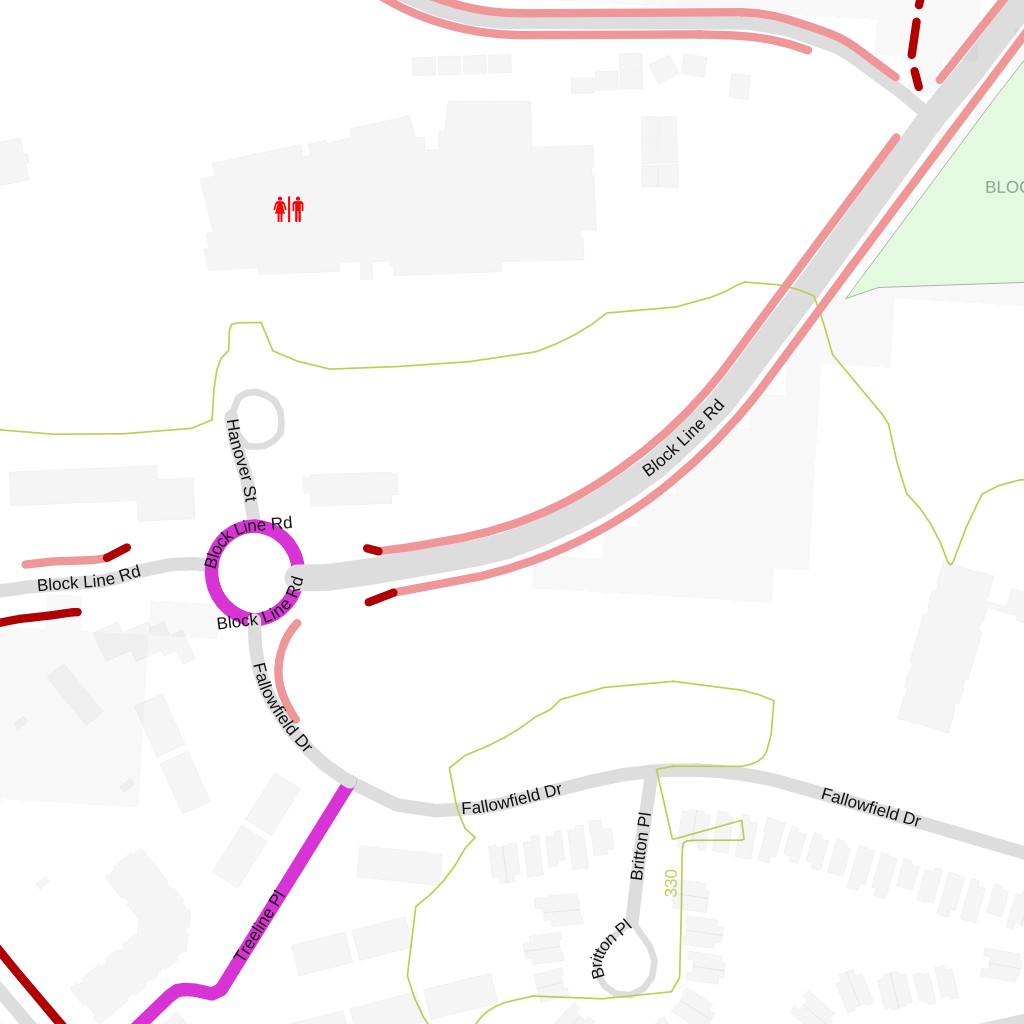 BLOC
Block Line Rd
Hanover St
Block Line Rd
Block Line Rd
Block Line Rd
Block Line Rd
Fallowfield Dr
Fallowfield Dr
Fallowfield Dr
Britton Pl
330
Treeline Pl
Britton Pl